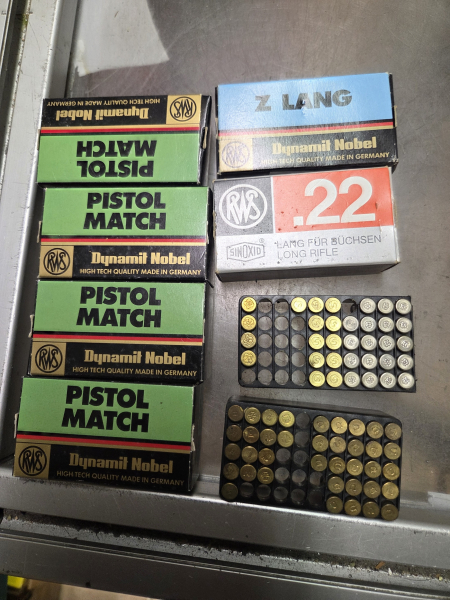 PISTOL
MATCH
Dynamit Nobel
HIGH TECH QUALITY MADE IN GERMANY
RWS
PISTOL
MATCH
RWS
Dynamit Nobel
HIGH TECH QUALITY MADE IN GERMANY
PISTOL
MATCH
RWS
Dynamit Nobel
HIGH TECH QUALITY MADE IN GERMANY
PISTOL
MATCH
RWS
Dynamit Nobel
HIGH TECH QUALITY MADE IN GERMANY
Z LANG
RWS
Dynamit Nobel
HIGH TECH QUALITY MADE IN GERMANY
RWS
.22
SINOXID
LANG FÜR BÜCHSEN
LONG RIFLE